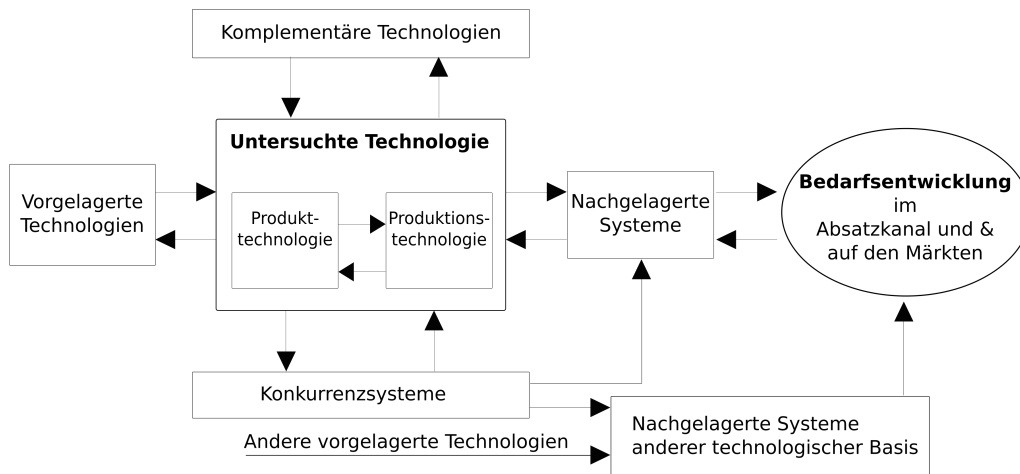 Komplementäre Technologien
Untersuchte Technologie
Vorgelagerte
Technologien
Produkt-
technologie
Produktions-
technologie
Nachgelagerte
Systeme
Bedarfsentwicklung
im
Absatzkanal und &
auf den Märkten
Konkurrenzsysteme
Andere vorgelagerte Technologien
Nachgelagerte Systeme
anderer technologischer Basis